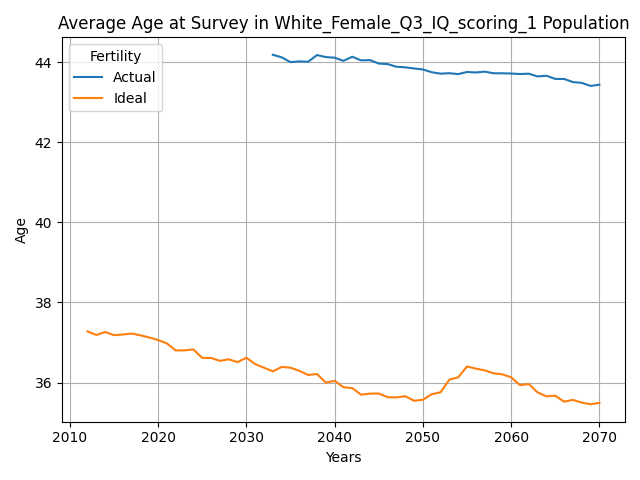 Average Age at Survey in White_Female_Q3_IQ_scoring_1 Population
Fertility
Actual
Ideal
44
42
40
38
36
Age
2010 2020 2030 2040 2050 2060 2070
Years